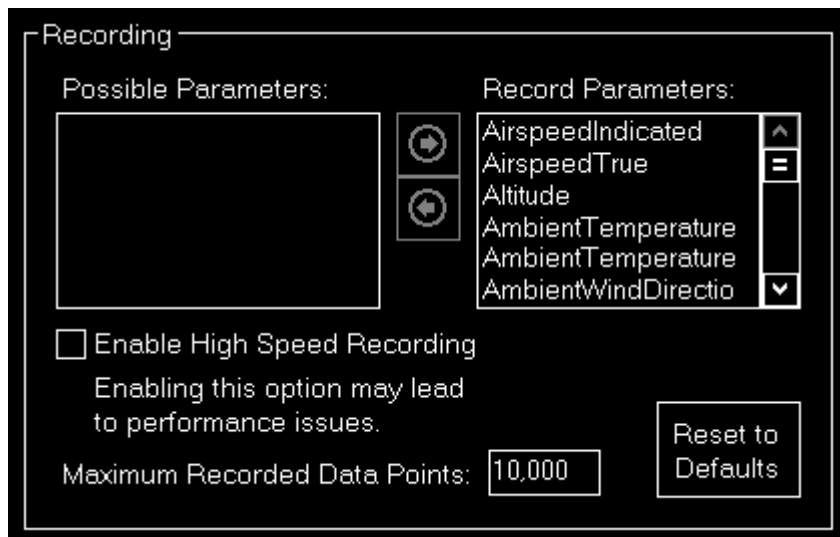 Recording
Possible Parameters:
Record Parameters:
AirspeedIndicated
AirspeedTrue
Altitude
AmbientTemperature
AmbientTemperature
AmbientWindDirectio
Enable High Speed Recording
Enabling this option may lead
to performance issues.
Maximum Recorded Data Points:
10,000
Reset to
Defaults